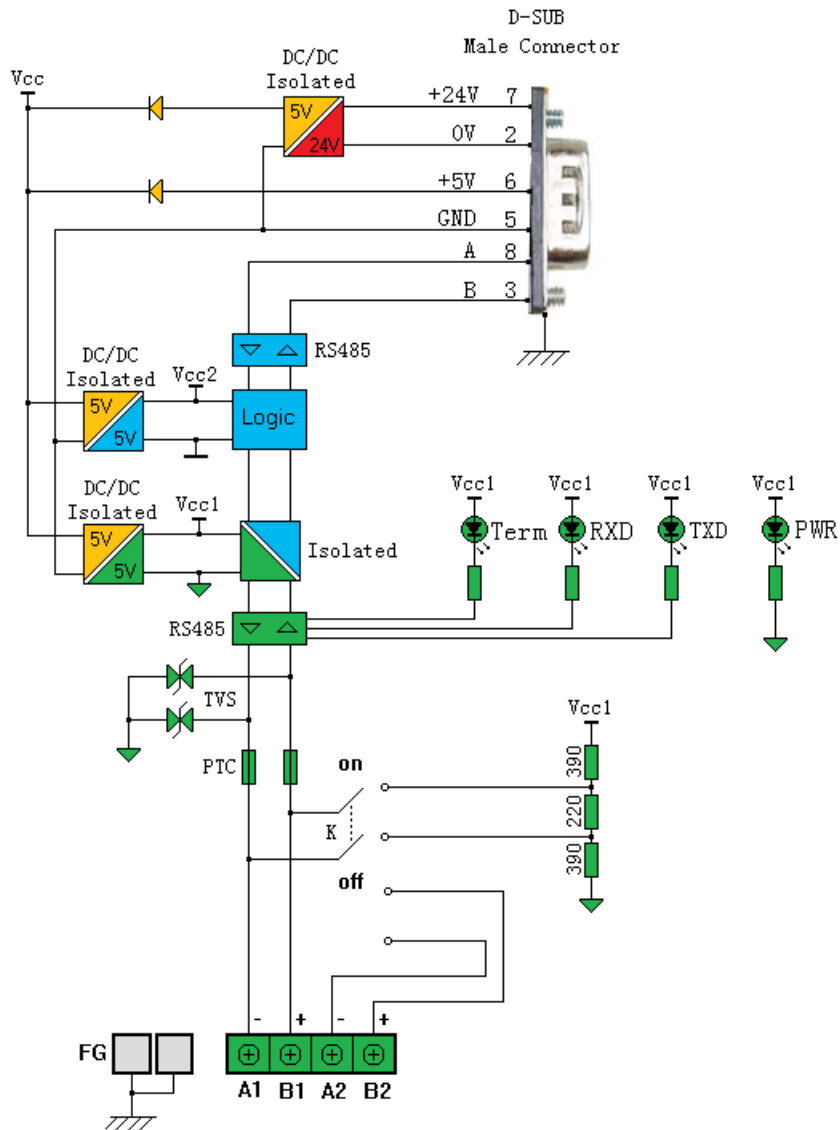 D-SUB
Male Connector
DC/DC
Isolated
Vcc
5V
24V
+24V 7
0V 2
+5V 6
GND 5
A 8
B 3
RS485
DC/DC
Isolated
Vcc2
5V
5V
Logic
DC/DC
Isolated
Vcc1
5V
5V
Isolated
Vcc1
Vcc1
Vcc1
Vcc1
Term
RXD
TXD
PWR
RS485
TVS
Vcc1
PTC
on
390
220
390
K
off
- + - +
FG
A1 B1 A2 B2